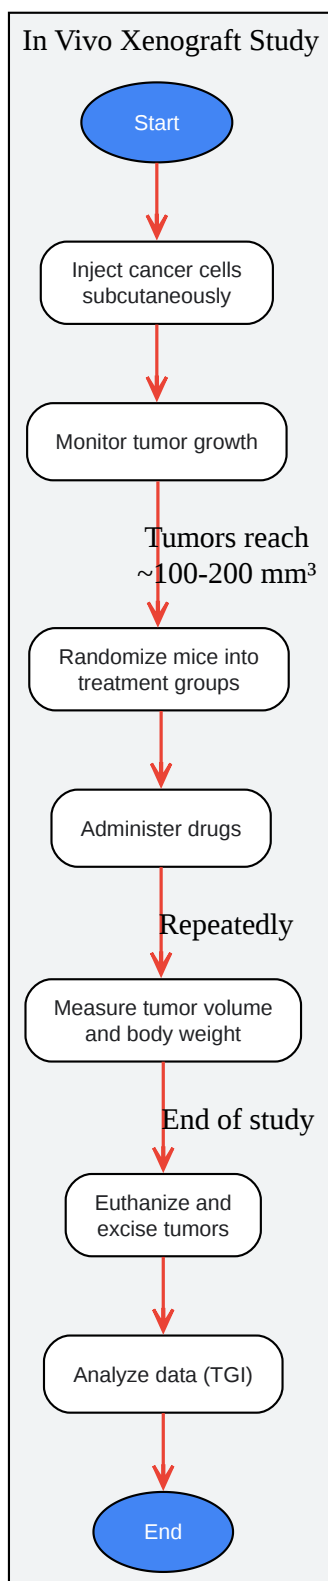 In Vivo Xenograft Study
Start
Inject cancer cells
subcutaneously
Monitor tumor growth
Tumors reach
~100-200 mm³
Randomize mice into
treatment groups
Administer drugs
Repeatedly
Measure tumor volume
and body weight
End of study
Euthanize and
excise tumors
Analyze data (TGI)
End